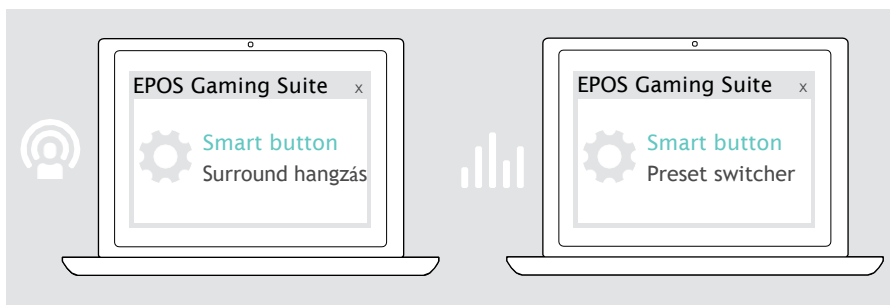 EPOS Gaming Suite x
Smart button
Surround hangzás
EPOS Gaming Suite x
Smart button
Preset switcher